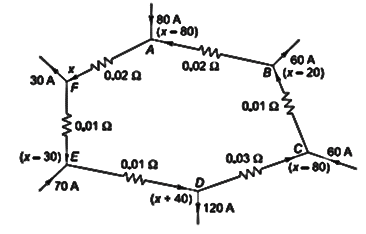 80 A
(x – 80)
A
x
0.02 Ω
0.02 Ω
60 A
B
(x – 20)
30 A
F
0.01 Ω
0.01 Ω
(x – 30)
E
0.01 Ω
0.03 Ω
C
60 A
(x – 80)
70 A
D
(x + 40)
120 A